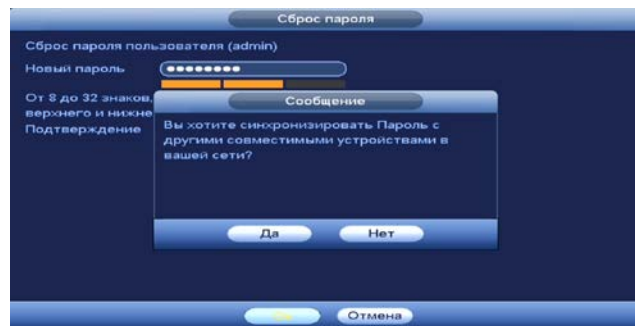 Сброс пароля
Сброс пароля пользователя (admin)
Новый пароль
От 8 до 32 знаков,
верхнего и нижне
Подтверждение
Сообщение
Вы хотите синхронизировать Пароль с
другими совместимыми устройствами в
вашей сети?
Да Нет
Отмена